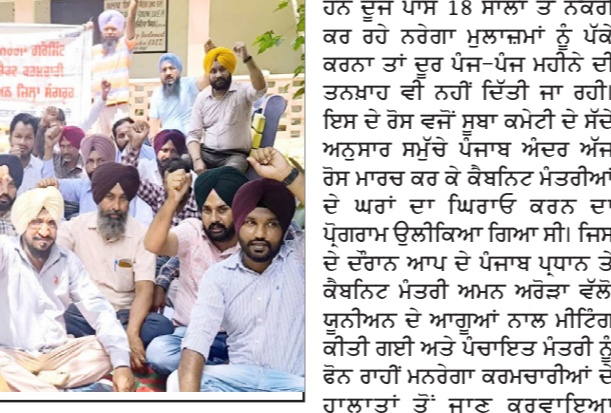 ਮੁਲਾਜ਼ਮ
ਜ਼ਿਲਾ ਸੰਗਰੂਰ
ਹਨ ਦੂਜੇ ਪਾਸੇ 18 ਸਾਲਾਂ ਤੋਂ ਨੌਕਰੀ
ਕਰ ਰਹੇ ਨਰੇਗਾ ਮੁਲਾਜ਼ਮਾਂ ਨੂੰ ਪੱਕੇ
ਕਰਨਾ ਤਾਂ ਦੂਰ ਪੰਜ-ਪੰਜ ਮਹੀਨੇ ਦੀ
ਤਨਖ਼ਾਹ ਵੀ ਨਹੀਂ ਦਿੱਤੀ ਜਾ ਰਹੀ।
ਇਸ ਦੇ ਰੋਸ ਵਜੋਂ ਸੂਬਾ ਕਮੇਟੀ ਦੇ ਸੱਦੇ
ਅਨੁਸਾਰ ਸਮੁੱਚੇ ਪੰਜਾਬ ਅੰਦਰ ਅੱਜ
ਰੋਸ ਮਾਰਚ ਕਰ ਕੇ ਕੈਬਨਿਟ ਮੰਤਰੀਆਂ
ਦੇ ਘਰਾਂ ਦਾ ਘਿਰਾਓ ਕਰਨ ਦਾ
ਪ੍ਰੋਗਰਾਮ ਉਲੀਕਿਆ ਗਿਆ ਸੀ। ਜਿਸ
ਦੇ ਦੌਰਾਨ ਆਪ ਦੇ ਪੰਜਾਬ ਪ੍ਰਧਾਨ ਤੇ
ਕੈਬਨਿਟ ਮੰਤਰੀ ਅਮਨ ਅਰੋੜਾ ਵੱਲੋਂ
ਯੂਨੀਅਨ ਦੇ ਆਗੂਆਂ ਨਾਲ ਮੀਟਿੰਗ
ਕੀਤੀ ਗਈ ਅਤੇ ਪੰਚਾਇਤ ਮੰਤਰੀ ਨੂੰ
ਫੋਨ ਰਾਹੀਂ ਮਨਰੇਗਾ ਕਰਮਚਾਰੀਆਂ ਦੇ
ਹਾਲਾਤਾਂ ਤੋਂ ਜਾਣੂ ਕਰਵਾਇਆ